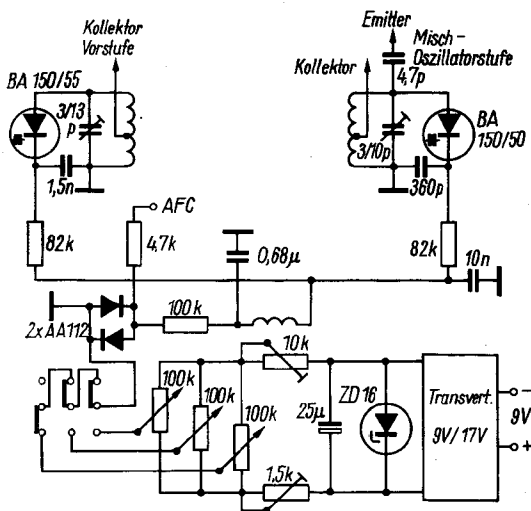 Kollektor
Vorstufe
Emitter
Misch-
Oszillatorstufe
Kollektor
4,7p
BA 150/55
3/13
p
1,5n
3/10p
360p
BA
150/50
AFC
82k
4,7k
0,68µ
82k
10n
100k
2xAA112
10k
100k
100k
100k
25µ
ZD 16
Transvert.
9V/17V
−
9V
+
1,5k